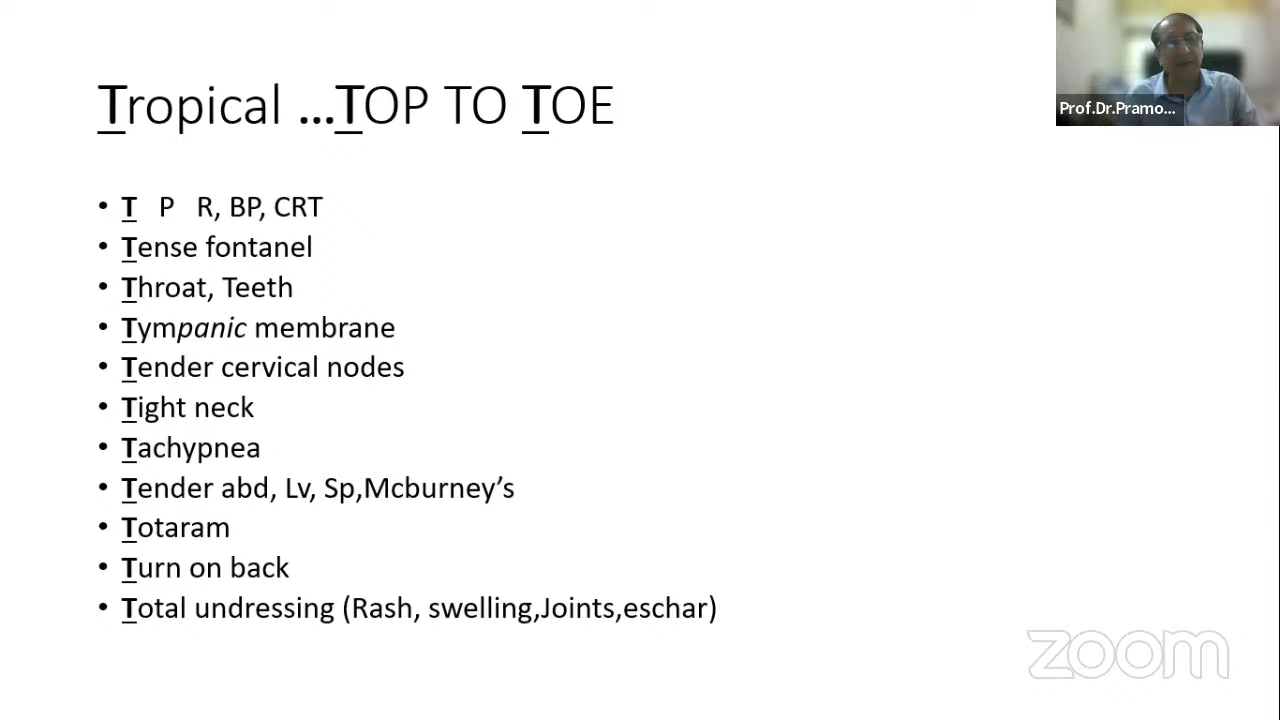 Tropical ...TOP TO TOE
Prof.Dr.Pramo...
• T P R, BP, CRT
• Tense fontanel
• Throat, Teeth
• Tympanic membrane
• Tender cervical nodes
• Tight neck
• Tachypnea
• Tender abd, Lv, Sp,Mcburney’s
• Totaram
• Turn on back
• Total undressing (Rash, swelling,Joints,eschar)
zoom